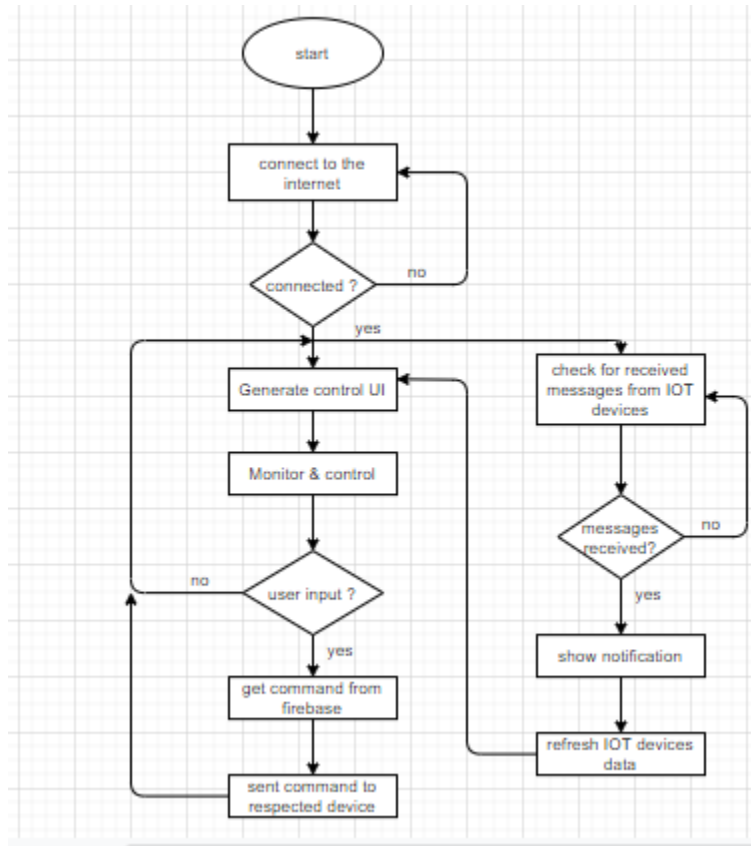 start
connect to the
internet
connected ?
no
yes
Generate control UI
check for received
messages from IOT
devices
Monitor & control
messages
received?
no
no
user input ?
yes
yes
show notification
get command from
firebase
refresh IOT devices
data
sent command to
respected device